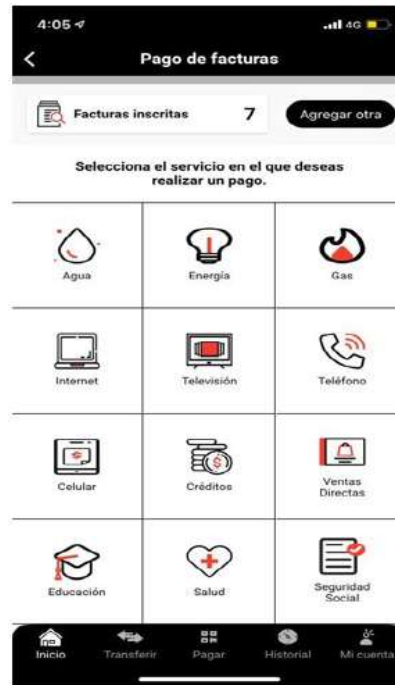 4:05
4G
Pago de facturas
Facturas inscritas 7 Agregar otra
Selecciona el servicio en el que deseas
realizar un pago.
Agua Energía Gas
Internet Televisión Teléfono
Celular Créditos Ventas
Directas
Educación Salud Seguridad
Social
Inicio Transferir Pagar Historial Mi cuenta